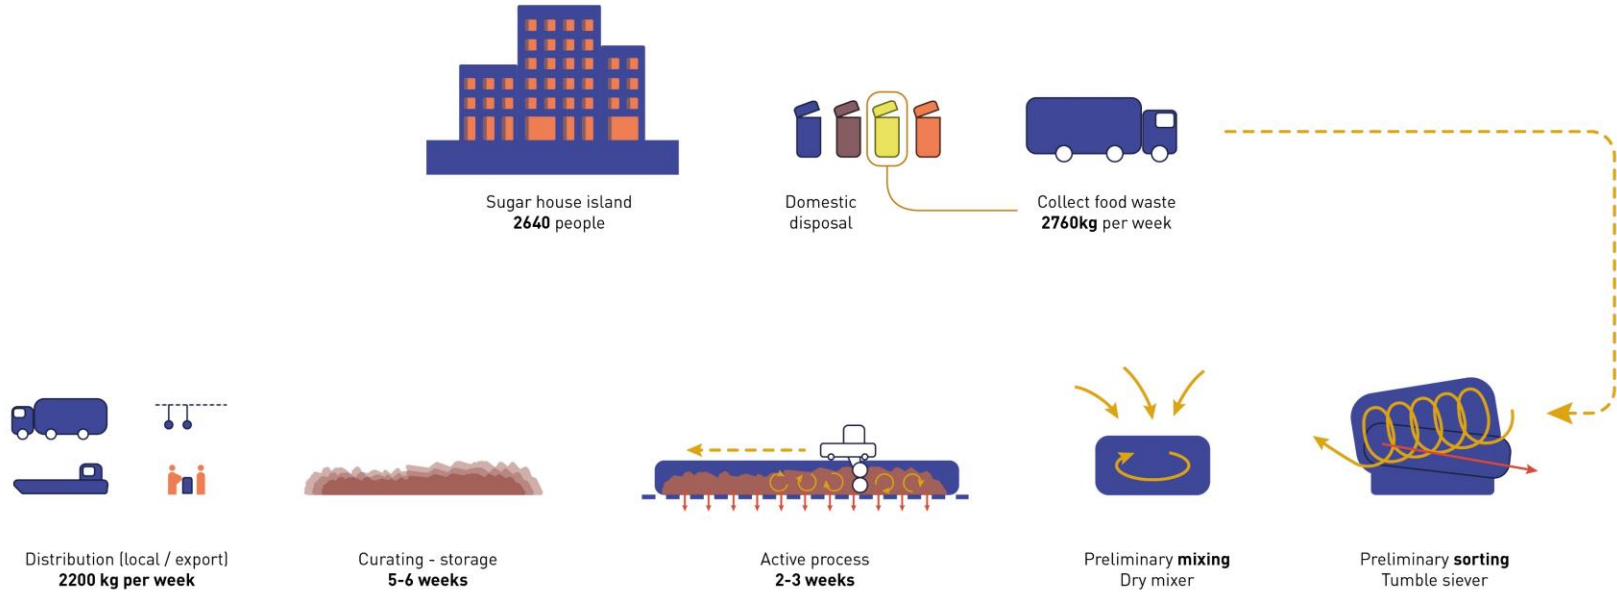 Sugar house island
2640 people
Domestic
disposal
Collect food waste
2760kg per week
Distribution (local / export)
2200 kg per week
Curating - storage
5-6 weeks
Active process
2-3 weeks
Preliminary mixing
Dry mixer
Preliminary sorting
Tumble siever